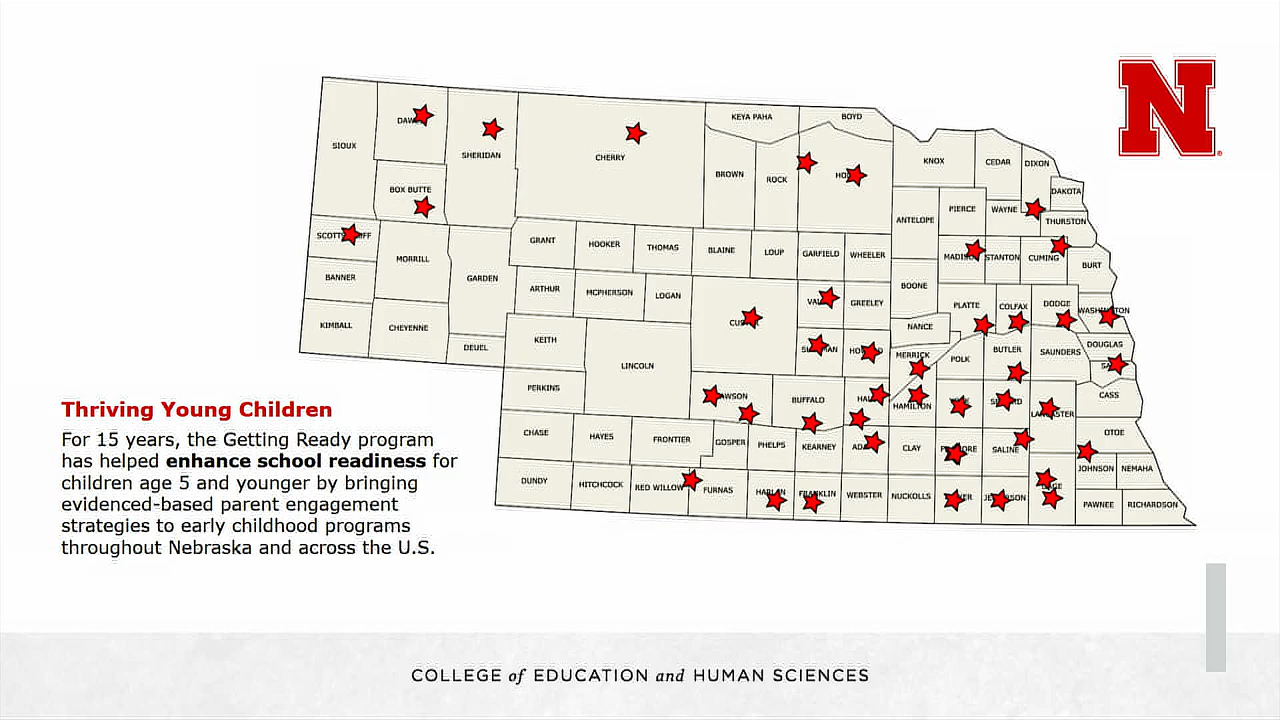 N
KEYA PAHA
BOYD
SIOUX
SHERIDAN
CHERRY
BROWN
ROCK
KNOX
CEDAR
DIXON
DAKOTA
BOX BUTTE
ANTELOPE
PIERCE
WAYNE
THURSTON
GRANT
HOOKER
THOMAS
BLAINE
LOUP
GARFIELD
WHEELER
STANTON
CUMING
BURT
MORRILL
BANNER
GARDEN
ARTHUR
MCPHERSON
LOGAN
GREELEY
BOONE
PLATTE
COLFAX
DODGE
KIMBALL
CHEYENNE
DEUEL
KEITH
LINCOLN
NANCE
MERRICK
POLK
BUTLER
SAUNDERS
DOUGLAS
PERKINS
BUFFALO
HAMILTON
CASS
CHASE
HAYES
FRONTIER
GOSPER
PHELPS
KEARNEY
CLAY
SALINE
OTOE
DUNDY
HITCHCOCK
RED WILLOW
FURNAS
WEBSTER
NUCKOLLS
JOHNSON
NEMAHA
PAWNEE
RICHARDSON
Thriving Young Children
For 15 years, the Getting Ready program
has helped enhance school readiness for
children age 5 and younger by bringing
evidenced-based parent engagement
strategies to early childhood programs
throughout Nebraska and across the U.S.
COLLEGE of EDUCATION and HUMAN SCIENCES